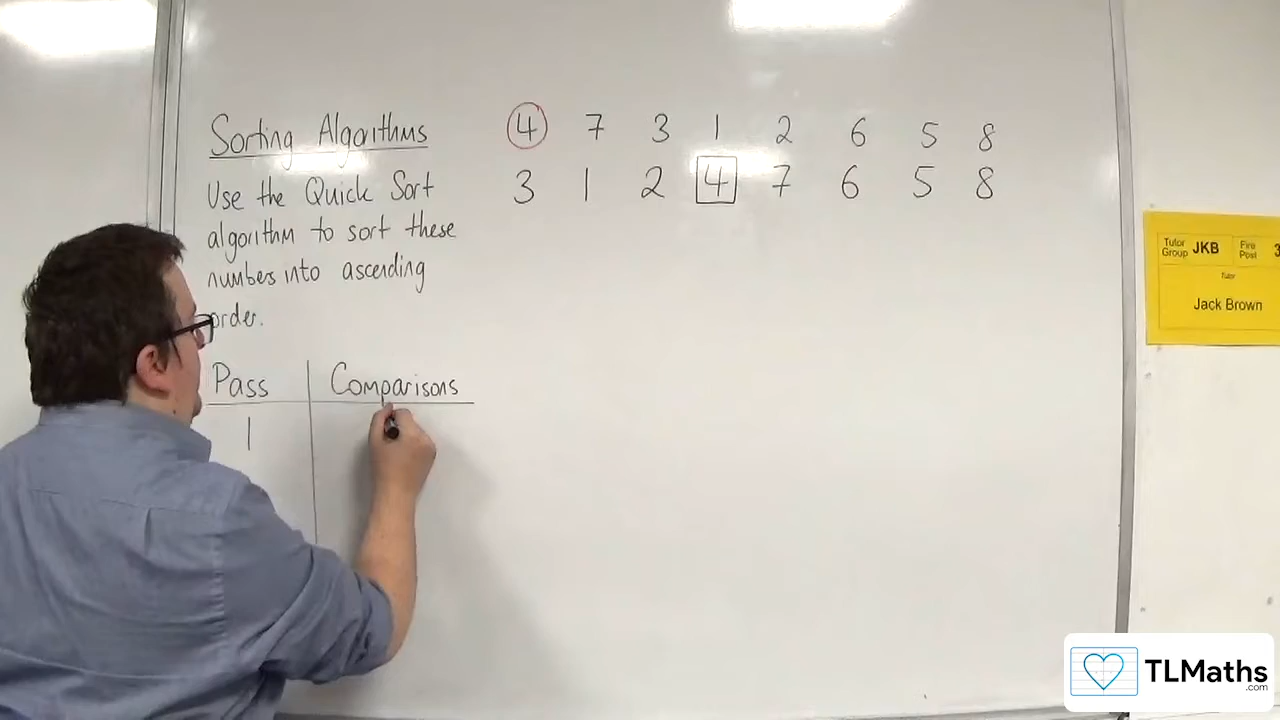 Sorting Algorithms
Use the Quick Sort
algorithm to sort these
numbers into ascending
order.
4 7 3 1 2 6 5 8
3 1 2 4 7 6 5 8
Pass Comparisons
1
Tutor Group JKB Fire Post 3
Tutor
Jack Brown
TLMaths
.com